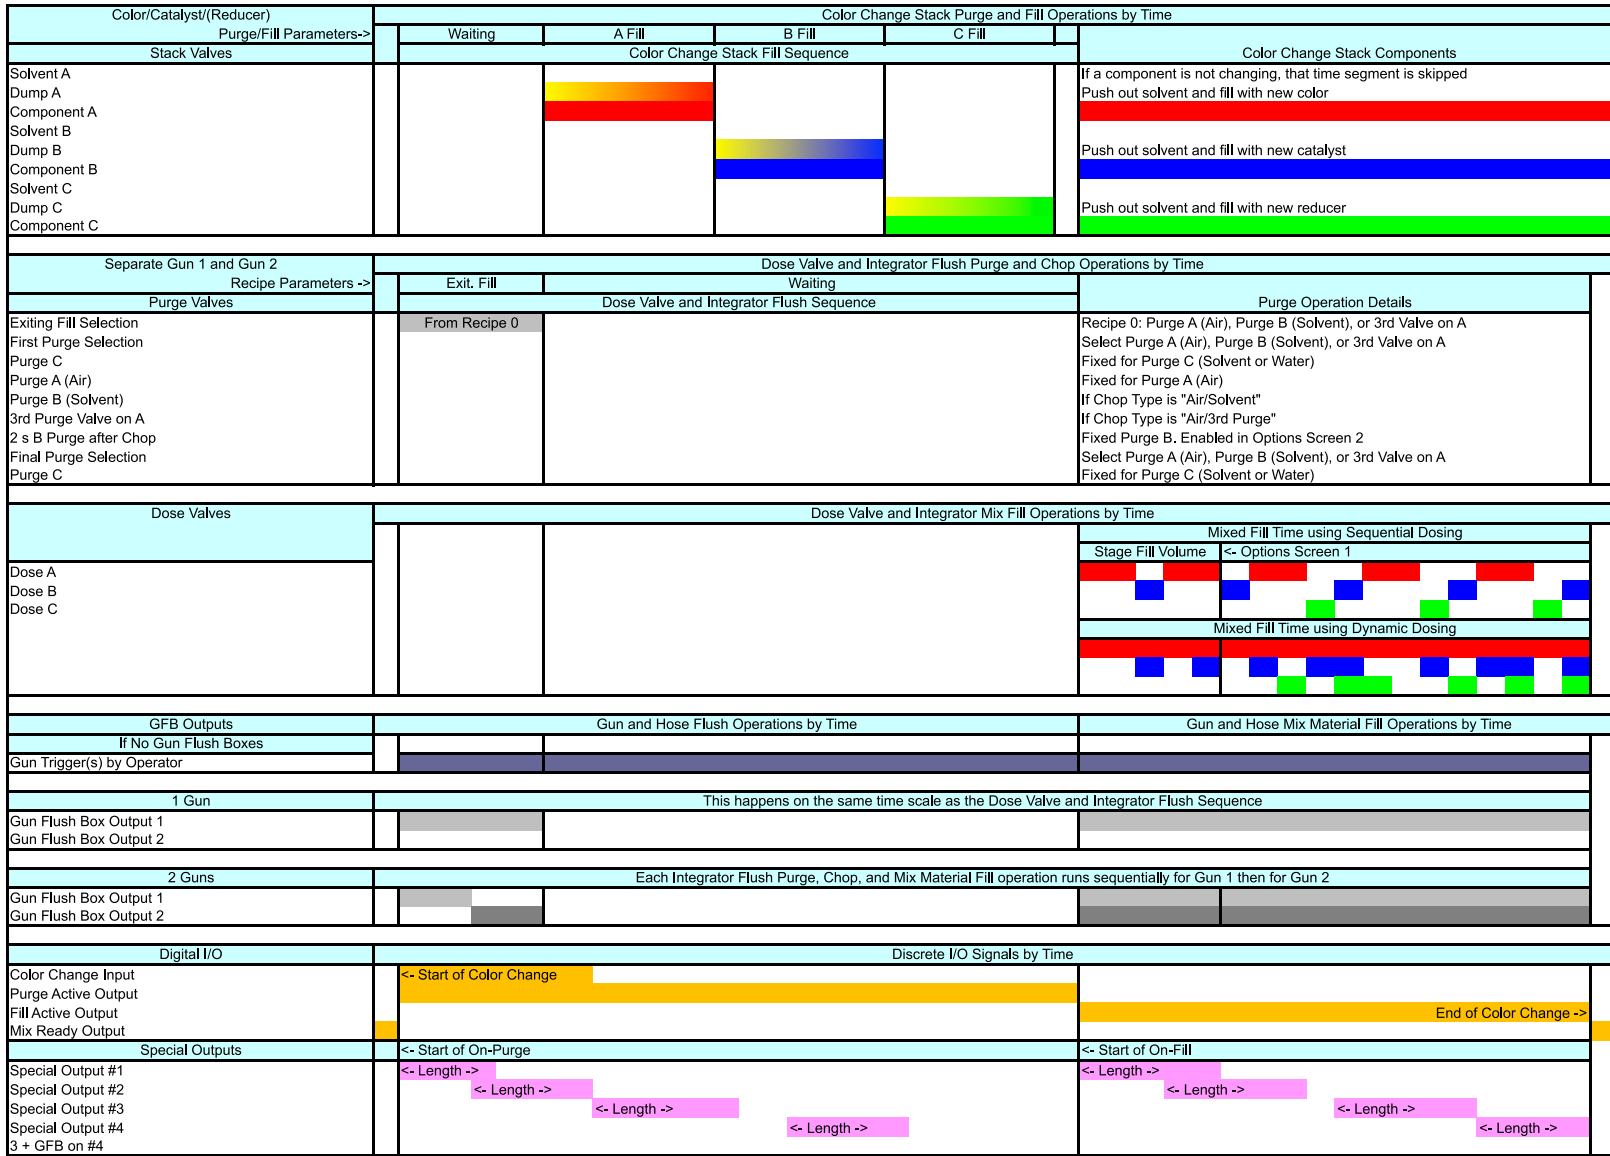 Color/Catalyst/(Reducer)
Color Change Stack Purge and Fill Operations by Time
Purge/Fill Parameters->
Waiting
A Fill
B Fill
C Fill
Stack Valves
Color Change Stack Fill Sequence
Color Change Stack Components
Solvent A
If a component is not changing, that time segment is skipped
Dump A
Push out solvent and fill with new color
Component A
Solvent B
Dump B
Push out solvent and fill with new catalyst
Component B
Solvent C
Dump C
Push out solvent and fill with new reducer
Component C
Separate Gun 1 and Gun 2
Dose Valve and Integrator Flush Purge and Chop Operations by Time
Recipe Parameters ->
Exit. Fill
Waiting
Purge Valves
Dose Valve and Integrator Flush Sequence
Purge Operation Details
Exiting Fill Selection
From Recipe 0
Recipe 0: Purge A (Air), Purge B (Solvent), or 3rd Valve on A
First Purge Selection
Select Purge A (Air), Purge B (Solvent), or 3rd Valve on A
Purge C
Fixed for Purge C (Solvent or Water)
Purge A (Air)
Fixed for Purge A (Air)
Purge B (Solvent)
If Chop Type is "Air/Solvent"
3rd Purge Valve on A
If Chop Type is "Air/3rd Purge"
2 s B Purge after Chop
Fixed Purge B. Enabled in Options Screen 2
Final Purge Selection
Select Purge A (Air), Purge B (Solvent), or 3rd Valve on A
Purge C
Fixed for Purge C (Solvent or Water)
Dose Valves
Dose Valve and Integrator Mix Fill Operations by Time
Mixed Fill Time using Sequential Dosing
Stage Fill Volume
<- Options Screen 1
Dose A
Dose B
Dose C
Mixed Fill Time using Dynamic Dosing
GFB Outputs
Gun and Hose Flush Operations by Time
Gun and Hose Mix Material Fill Operations by Time
If No Gun Flush Boxes
Gun Trigger(s) by Operator
1 Gun
This happens on the same time scale as the Dose Valve and Integrator Flush Sequence
Gun Flush Box Output 1
Gun Flush Box Output 2
2 Guns
Each Integrator Flush Purge, Chop, and Mix Material Fill operation runs sequentially for Gun 1 then for Gun 2
Gun Flush Box Output 1
Gun Flush Box Output 2
Digital I/O
Discrete I/O Signals by Time
Color Change Input
<- Start of Color Change
Purge Active Output
Fill Active Output
End of Color Change ->
Mix Ready Output
Special Outputs
<- Start of On-Purge
<- Start of On-Fill
Special Output #1
<- Length ->
<- Length ->
Special Output #2
<- Length ->
<- Length ->
Special Output #3
<- Length ->
<- Length ->
Special Output #4
<- Length ->
<- Length ->
3 + GFB on #4